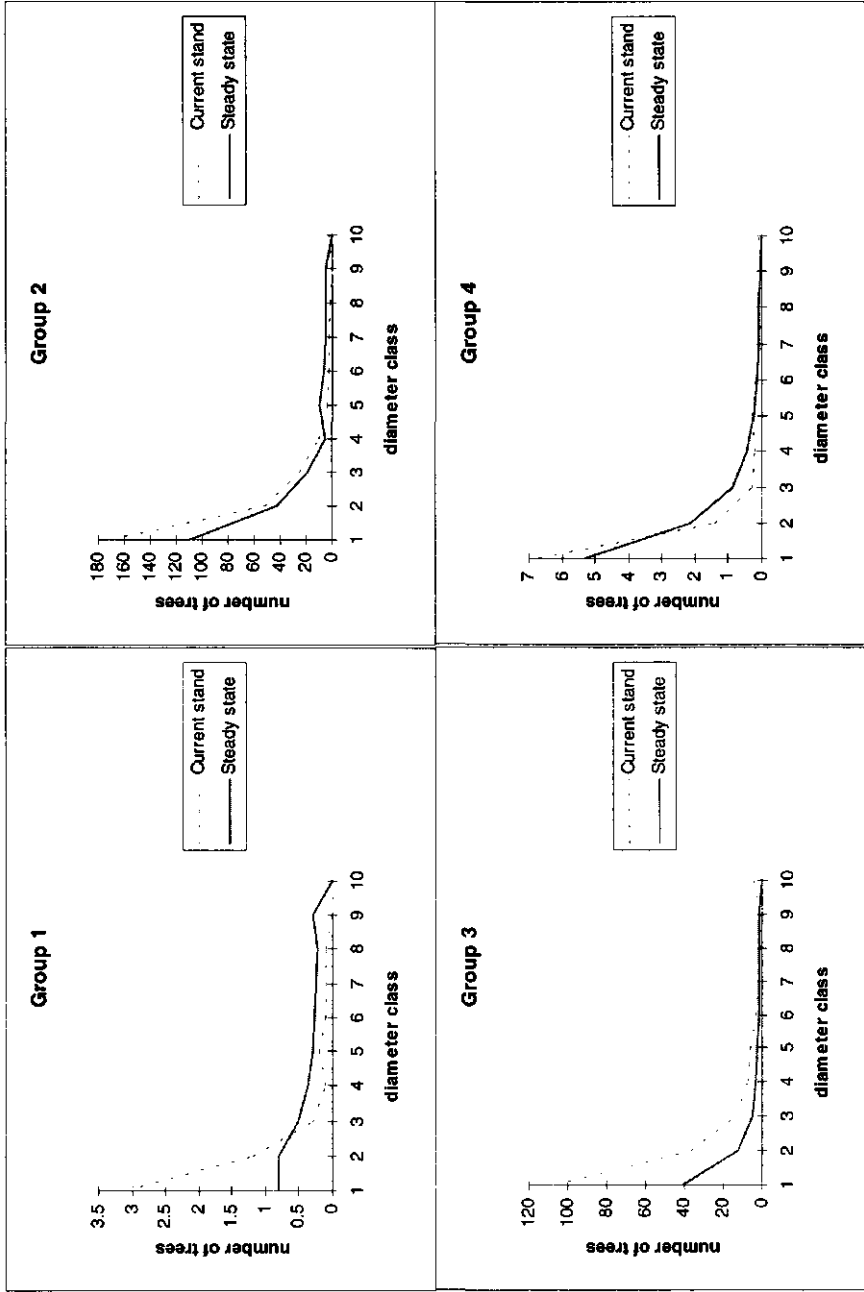 Group 1
number of trees
3.5
3
2.5
2
1.5
1
0.5
0
1 2 3 4 5 6 7 8 9 10
diameter class
Current stand
Steady state
Group 2
number of trees
180
160
140
120
100
80
60
40
20
0
1 2 3 4 5 6 7 8 9 10
diameter class
Current stand
Steady state
Group 3
number of trees
120
100
80
60
40
20
0
1 2 3 4 5 6 7 8 9 10
diameter class
Current stand
Steady state
Group 4
number of trees
7
6
5
4
3
2
1
0
1 2 3 4 5 6 7 8 9 10
diameter class
Current stand
Steady state